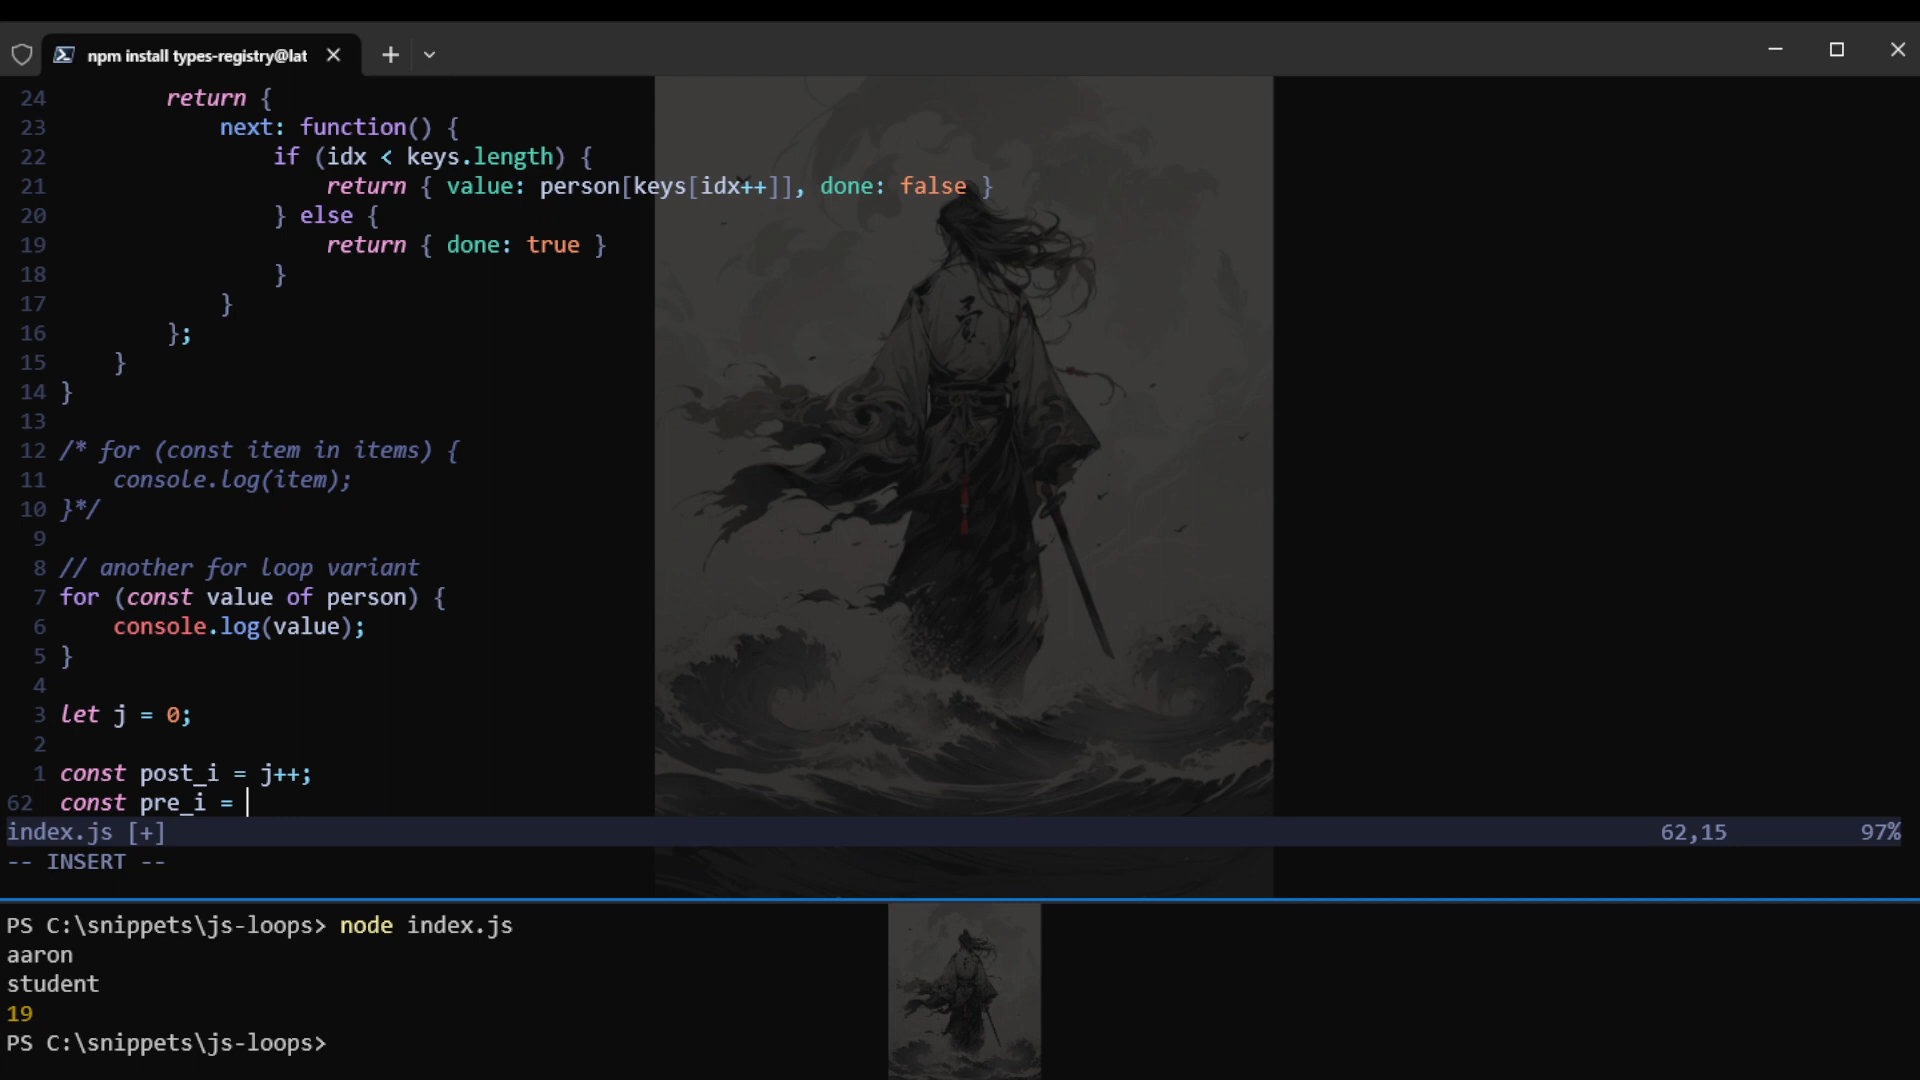 npm install types-registry@lat
24 return {
23 next: function() {
22 if (idx < keys.length) {
21 return { value: person[keys[idx++]], done: false }
20 } else {
19 return { done: true }
18 }
17 }
16 };
15 }
14 }
13
12 /* for (const item in items) {
11 console.log(item);
10 }*/
9
8 // another for loop variant
7 for (const value of person) {
6 console.log(value);
5 }
4
3 let j = 0;
2
1 const post_i = j++;
62 const pre_i =
index.js [+] 62,15 97%
-- INSERT --
PS C:\snippets\js-loops> node index.js
aaron
student
19
PS C:\snippets\js-loops>